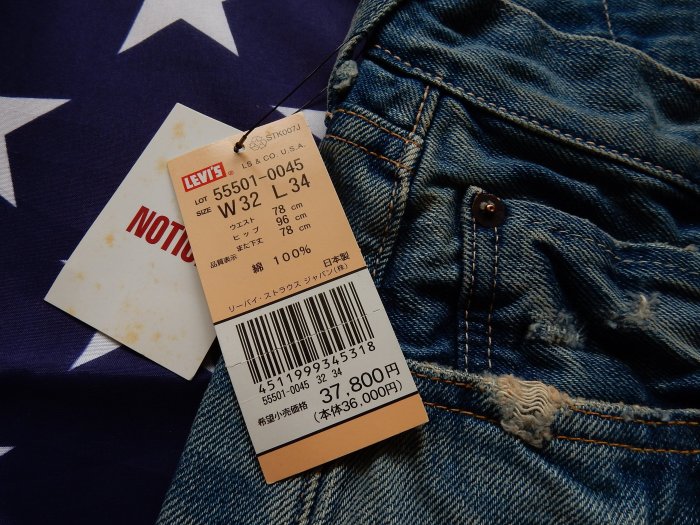 STK007J
LEVI'S ® LS & CO. U.S.A.
LOT 55501-0045
SIZE W32 L34
ウエスト 78 cm
ヒップ 96 cm
また下丈 78 cm
品質表示 綿 100% 日本製
リーバイ・ストラウス ジャパン(株)
4511999345318
55501-0045 32 34
希望小売価格 37,800円
(本体36,000円)